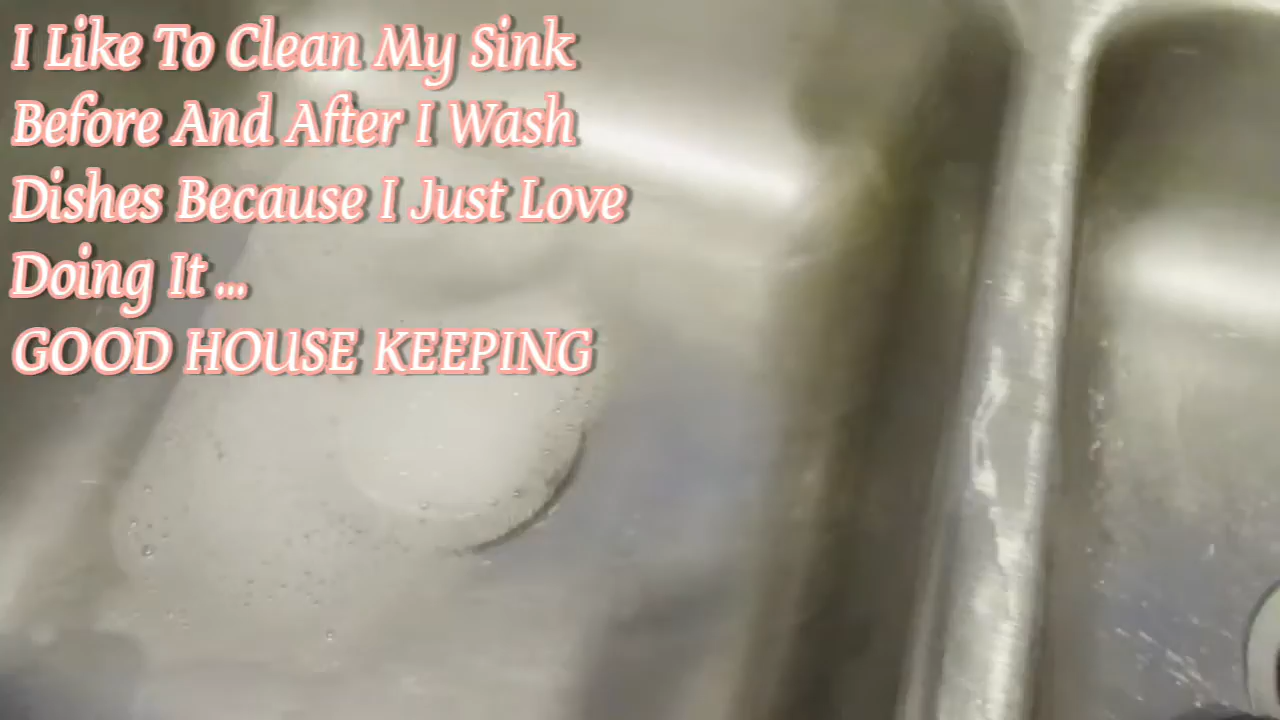 I Like To Clean My Sink
Before And After I Wash
Dishes Because I Just Love
Doing It ...
GOOD HOUSE KEEPING